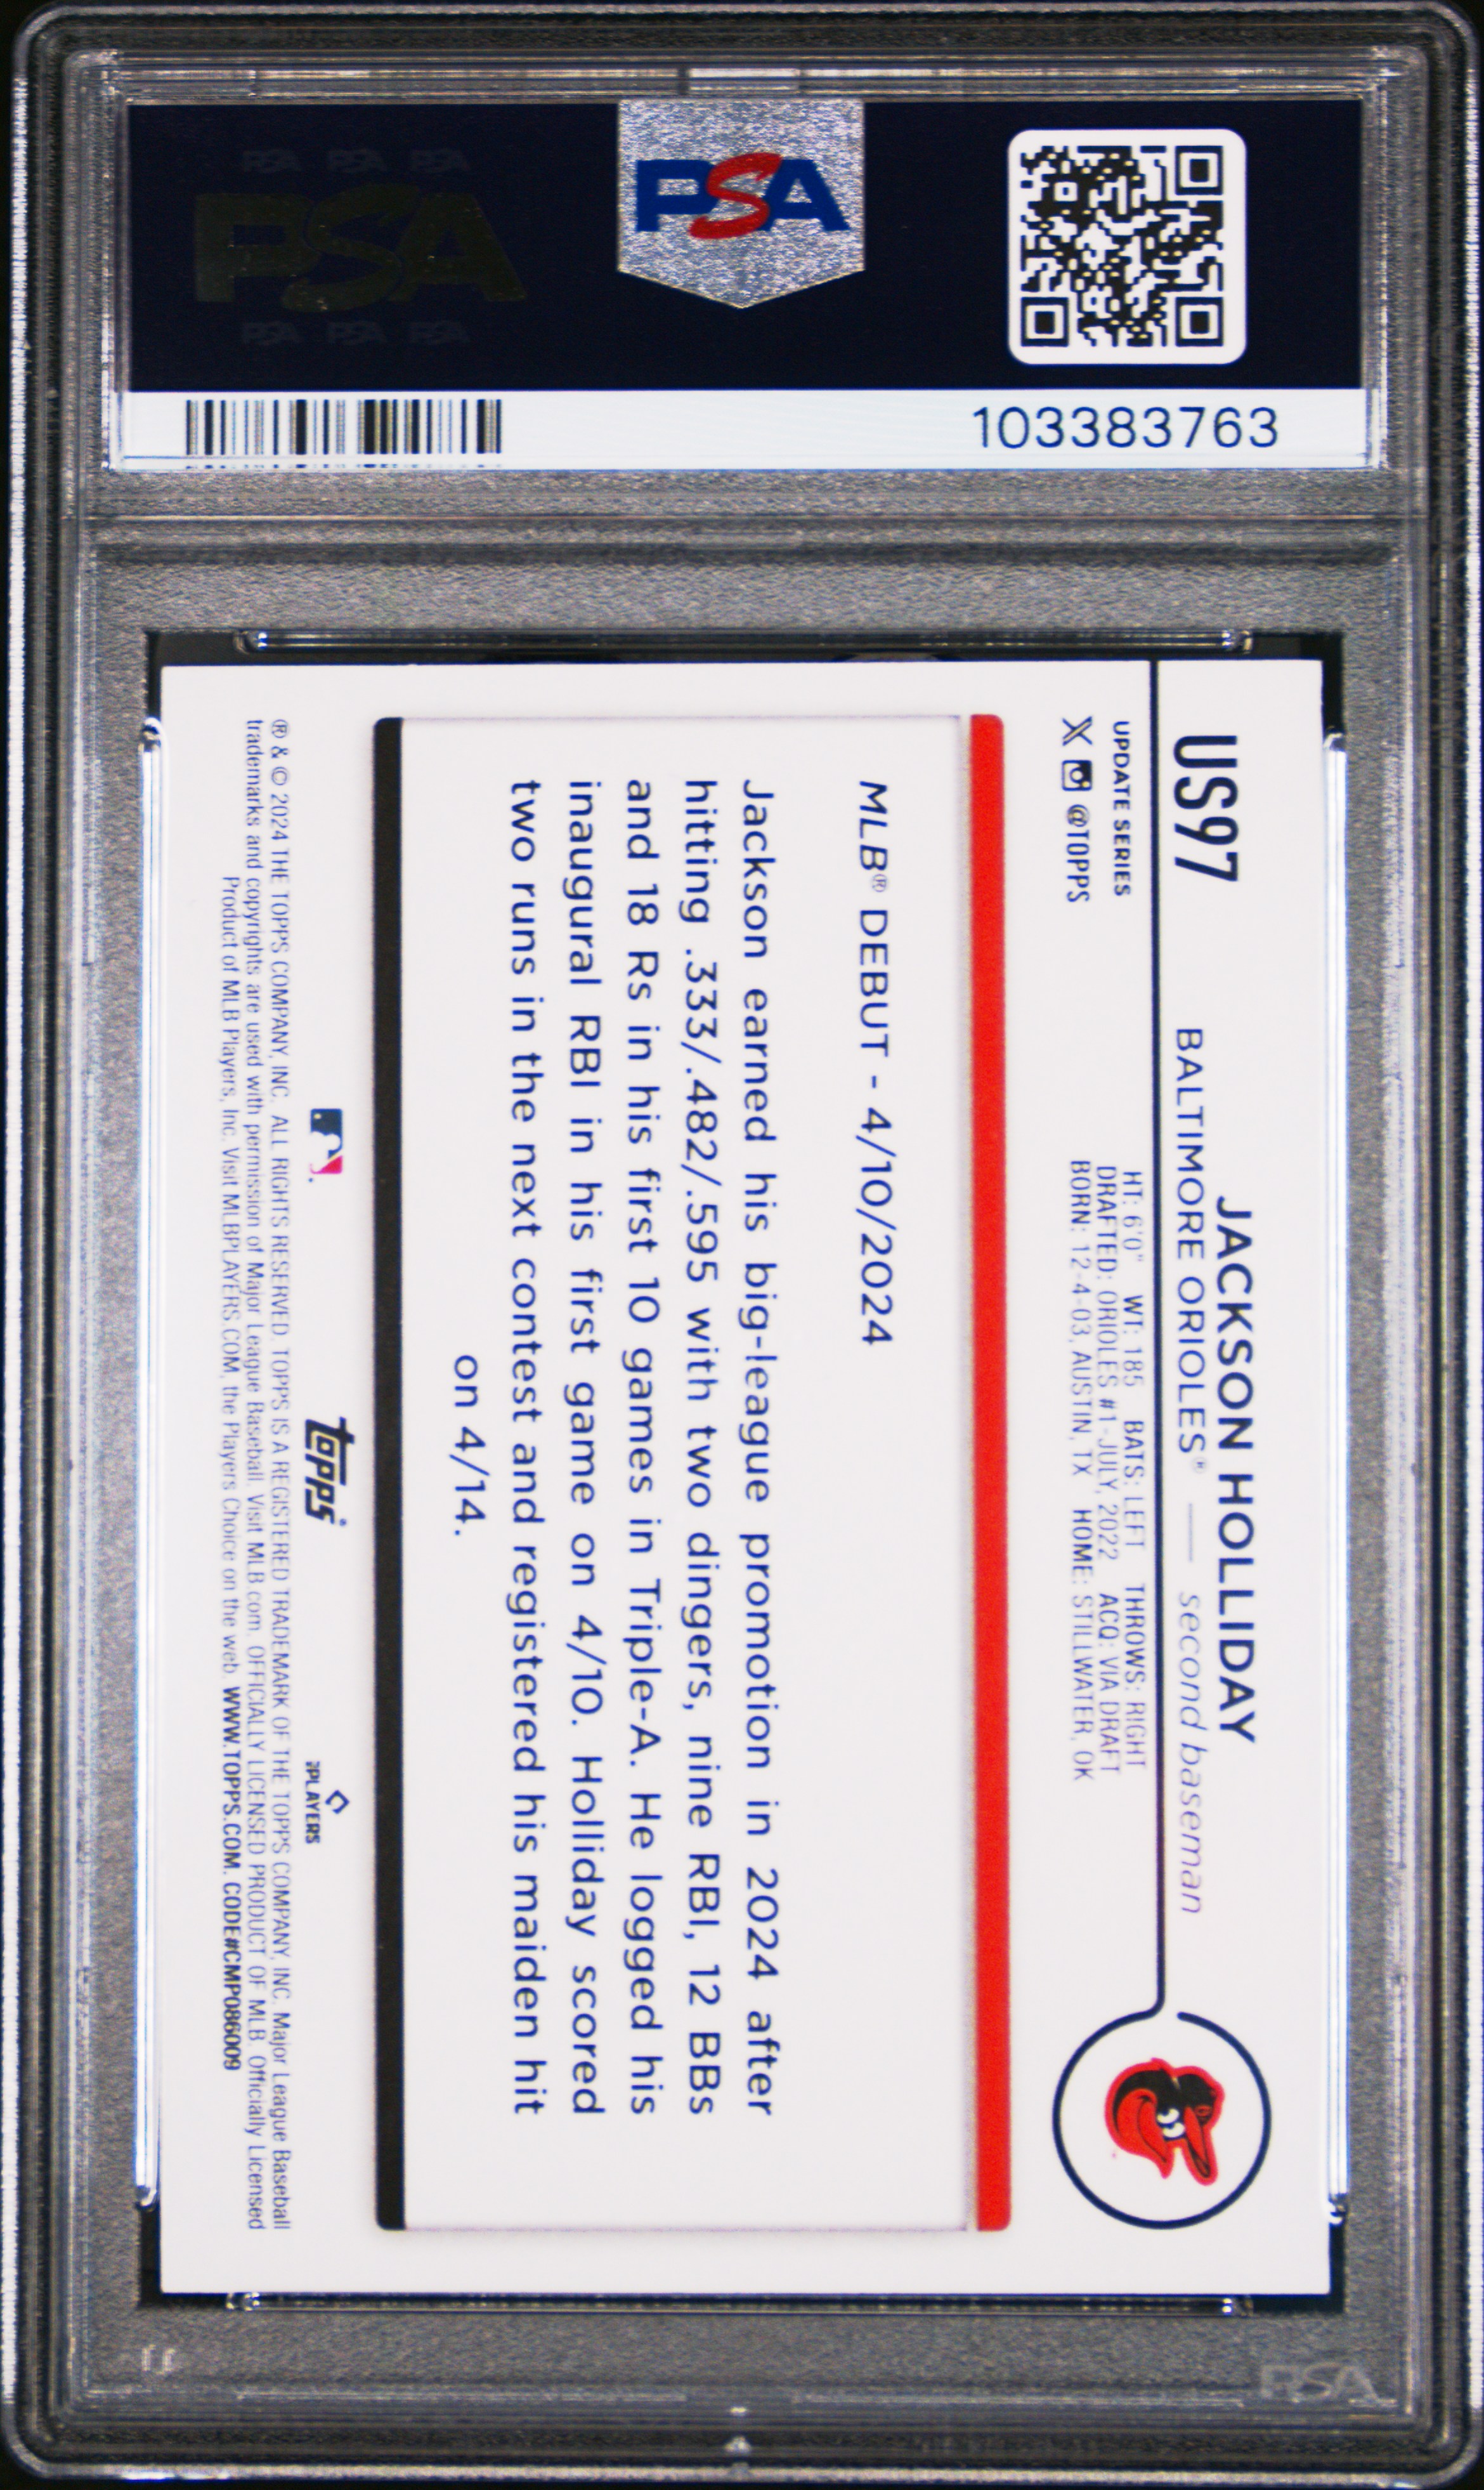 PSA PSA PSA
PSA
PSA PSA PSA
PSA
103383763
US97
JACKSON HOLLIDAY
BALTIMORE ORIOLES® — second baseman
UPDATE SERIES
X @TOPPS
HT: 6'0" WT: 185 BATS: LEFT THROWS: RIGHT
DRAFTED: ORIOLES #1-JULY, 2022 ACQ: VIA DRAFT
BORN: 12-4-03, AUSTIN, TX HOME: STILLWATER, OK
MLB® DEBUT - 4/10/2024
Jackson earned his big-league promotion in 2024 after
hitting .333/.482/.595 with two dingers, nine RBI, 12 BBs
and 18 Rs in his first 10 games in Triple-A. He logged his
inaugural RBI in his first game on 4/10. Holliday scored
two runs in the next contest and registered his maiden hit
on 4/14.
topps®
PLAYERS
® & © 2024 THE TOPPS COMPANY, INC. ALL RIGHTS RESERVED. TOPPS IS A REGISTERED TRADEMARK OF THE TOPPS COMPANY, INC. Major League Baseball
trademarks and copyrights are used with permission of Major League Baseball. Visit MLB.com. OFFICIALLY LICENSED PRODUCT OF MLB Officially Licensed
Product of MLB Players, Inc. Visit MLBPLAYERS.COM, the Players Choice on the web. WWW.TOPPS.COM. CODE#CMP086009
PSA